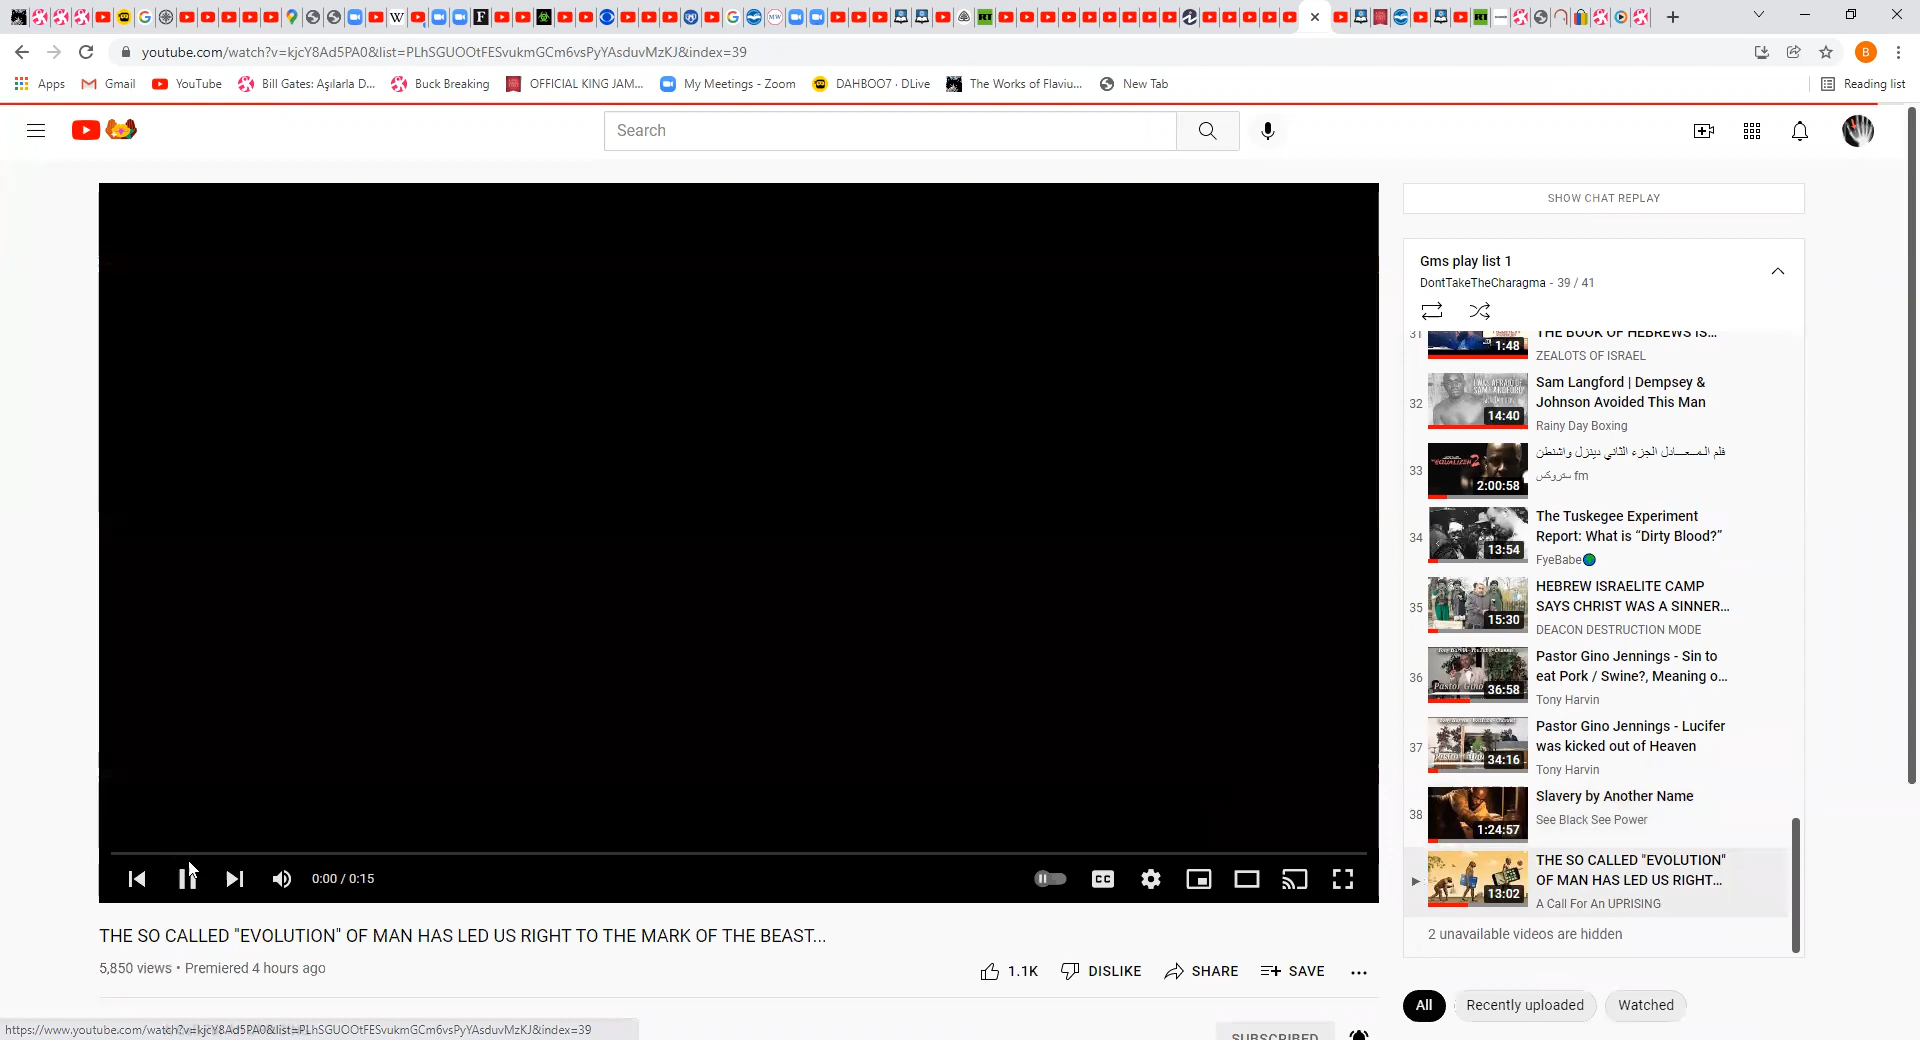 youtube.com/watch?v=kjcY8Ad5PA0&list=PLhSGUOOtFESvukmGCm6vsPyYAsduvMzKJ&index=39
B
Apps
Gmail
YouTube
Bill Gates: Aşılarla D...
Buck Breaking
OFFICIAL KING JAM...
My Meetings - Zoom
DAHBOO7 · DLive
The Works of Flaviu...
New Tab
Reading list
Search
SHOW CHAT REPLAY
Gms play list 1
DontTakeTheCharagma - 39 / 41
31
1:48
THE BOOK OF HEBREWS IS...
ZEALOTS OF ISRAEL
32
14:40
Sam Langford | Dempsey &
Johnson Avoided This Man
Rainy Day Boxing
33
EQUALIZER 2
2:00:58
فلم المـــعـــادل الجزء الثاني دينزل واشنطن
ستروكس fm
34
13:54
The Tuskegee Experiment
Report: What is “Dirty Blood?”
FyeBabe
35
15:30
HEBREW ISRAELITE CAMP
SAYS CHRIST WAS A SINNER...
DEACON DESTRUCTION MODE
36
36:58
Pastor Gino Jennings - Sin to
eat Pork / Swine?, Meaning o...
Tony Harvin
37
34:16
Pastor Gino Jennings - Lucifer
was kicked out of Heaven
Tony Harvin
38
1:24:57
Slavery by Another Name
See Black See Power
13:02
THE SO CALLED "EVOLUTION"
OF MAN HAS LED US RIGHT...
A Call For An UPRISING
2 unavailable videos are hidden
0:00 / 0:15
CC
THE SO CALLED "EVOLUTION" OF MAN HAS LED US RIGHT TO THE MARK OF THE BEAST...
5,850 views • Premiered 4 hours ago
1.1K
DISLIKE
SHARE
SAVE
All
Recently uploaded
Watched
SUBSCRIBED
https://www.youtube.com/watch?v=kjcY8Ad5PA0&list=PLhSGUOOtFESvukmGCm6vsPyYAsduvMzKJ&index=39